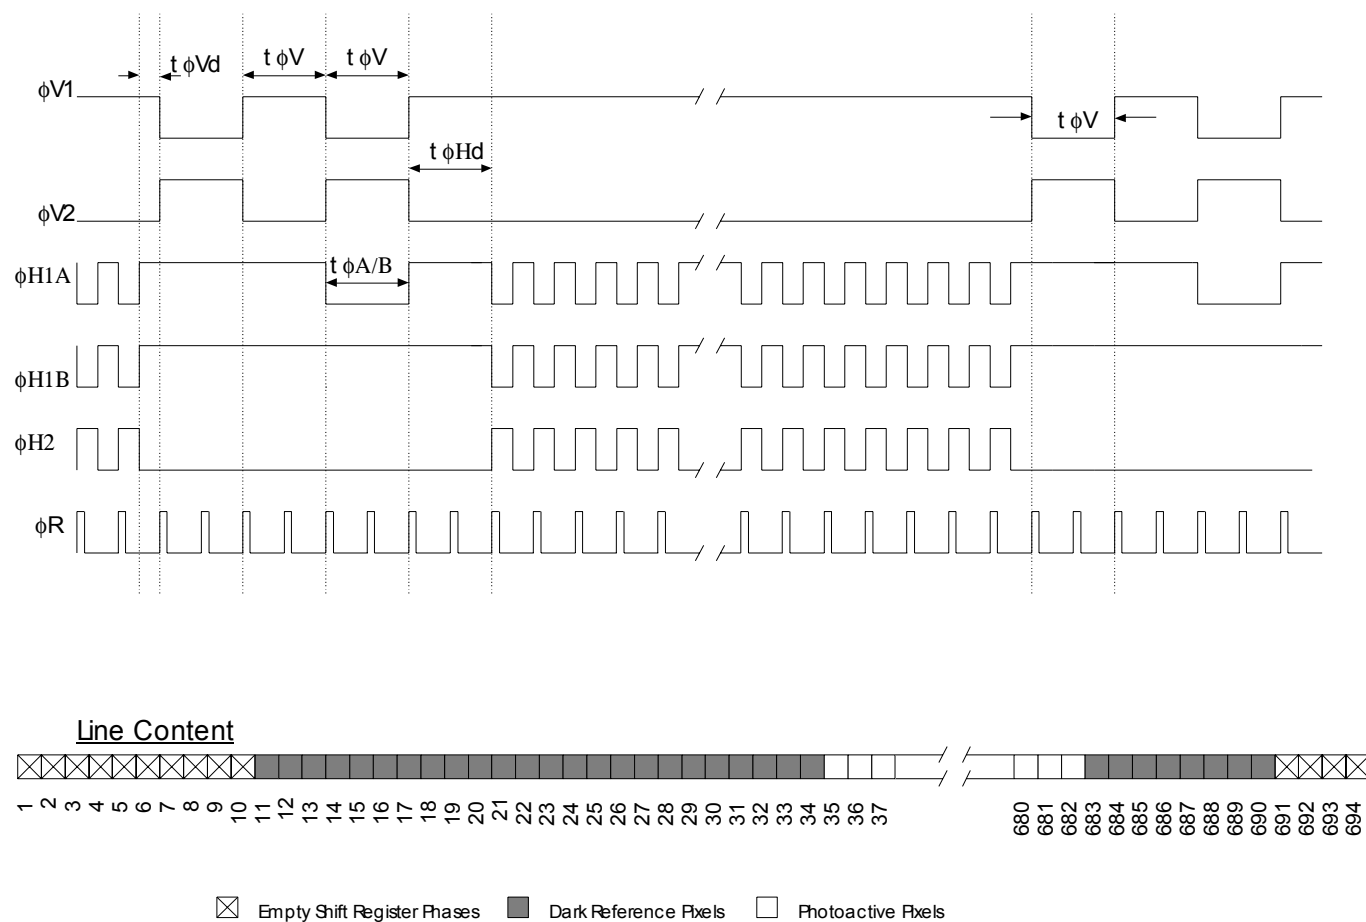 t ϕVd
t ϕV
t ϕV
ϕV1
t ϕV
t ϕHd
ϕV2
ϕH1A
t ϕA/B
ϕH1B
ϕH2
ϕR
Line Content
1 2 3 4 5 6 7 8 9 10 11 12 13 14 15 16 17 18 19 20 21 22 23 24 25 26 27 28 29 30 31 32 33 34 35 36 37 680 681 682 683 684 685 686 687 688 689 690 691 692 693 694
Empty Shift Register Phases Dark Reference Pixels Photoactive Pixels